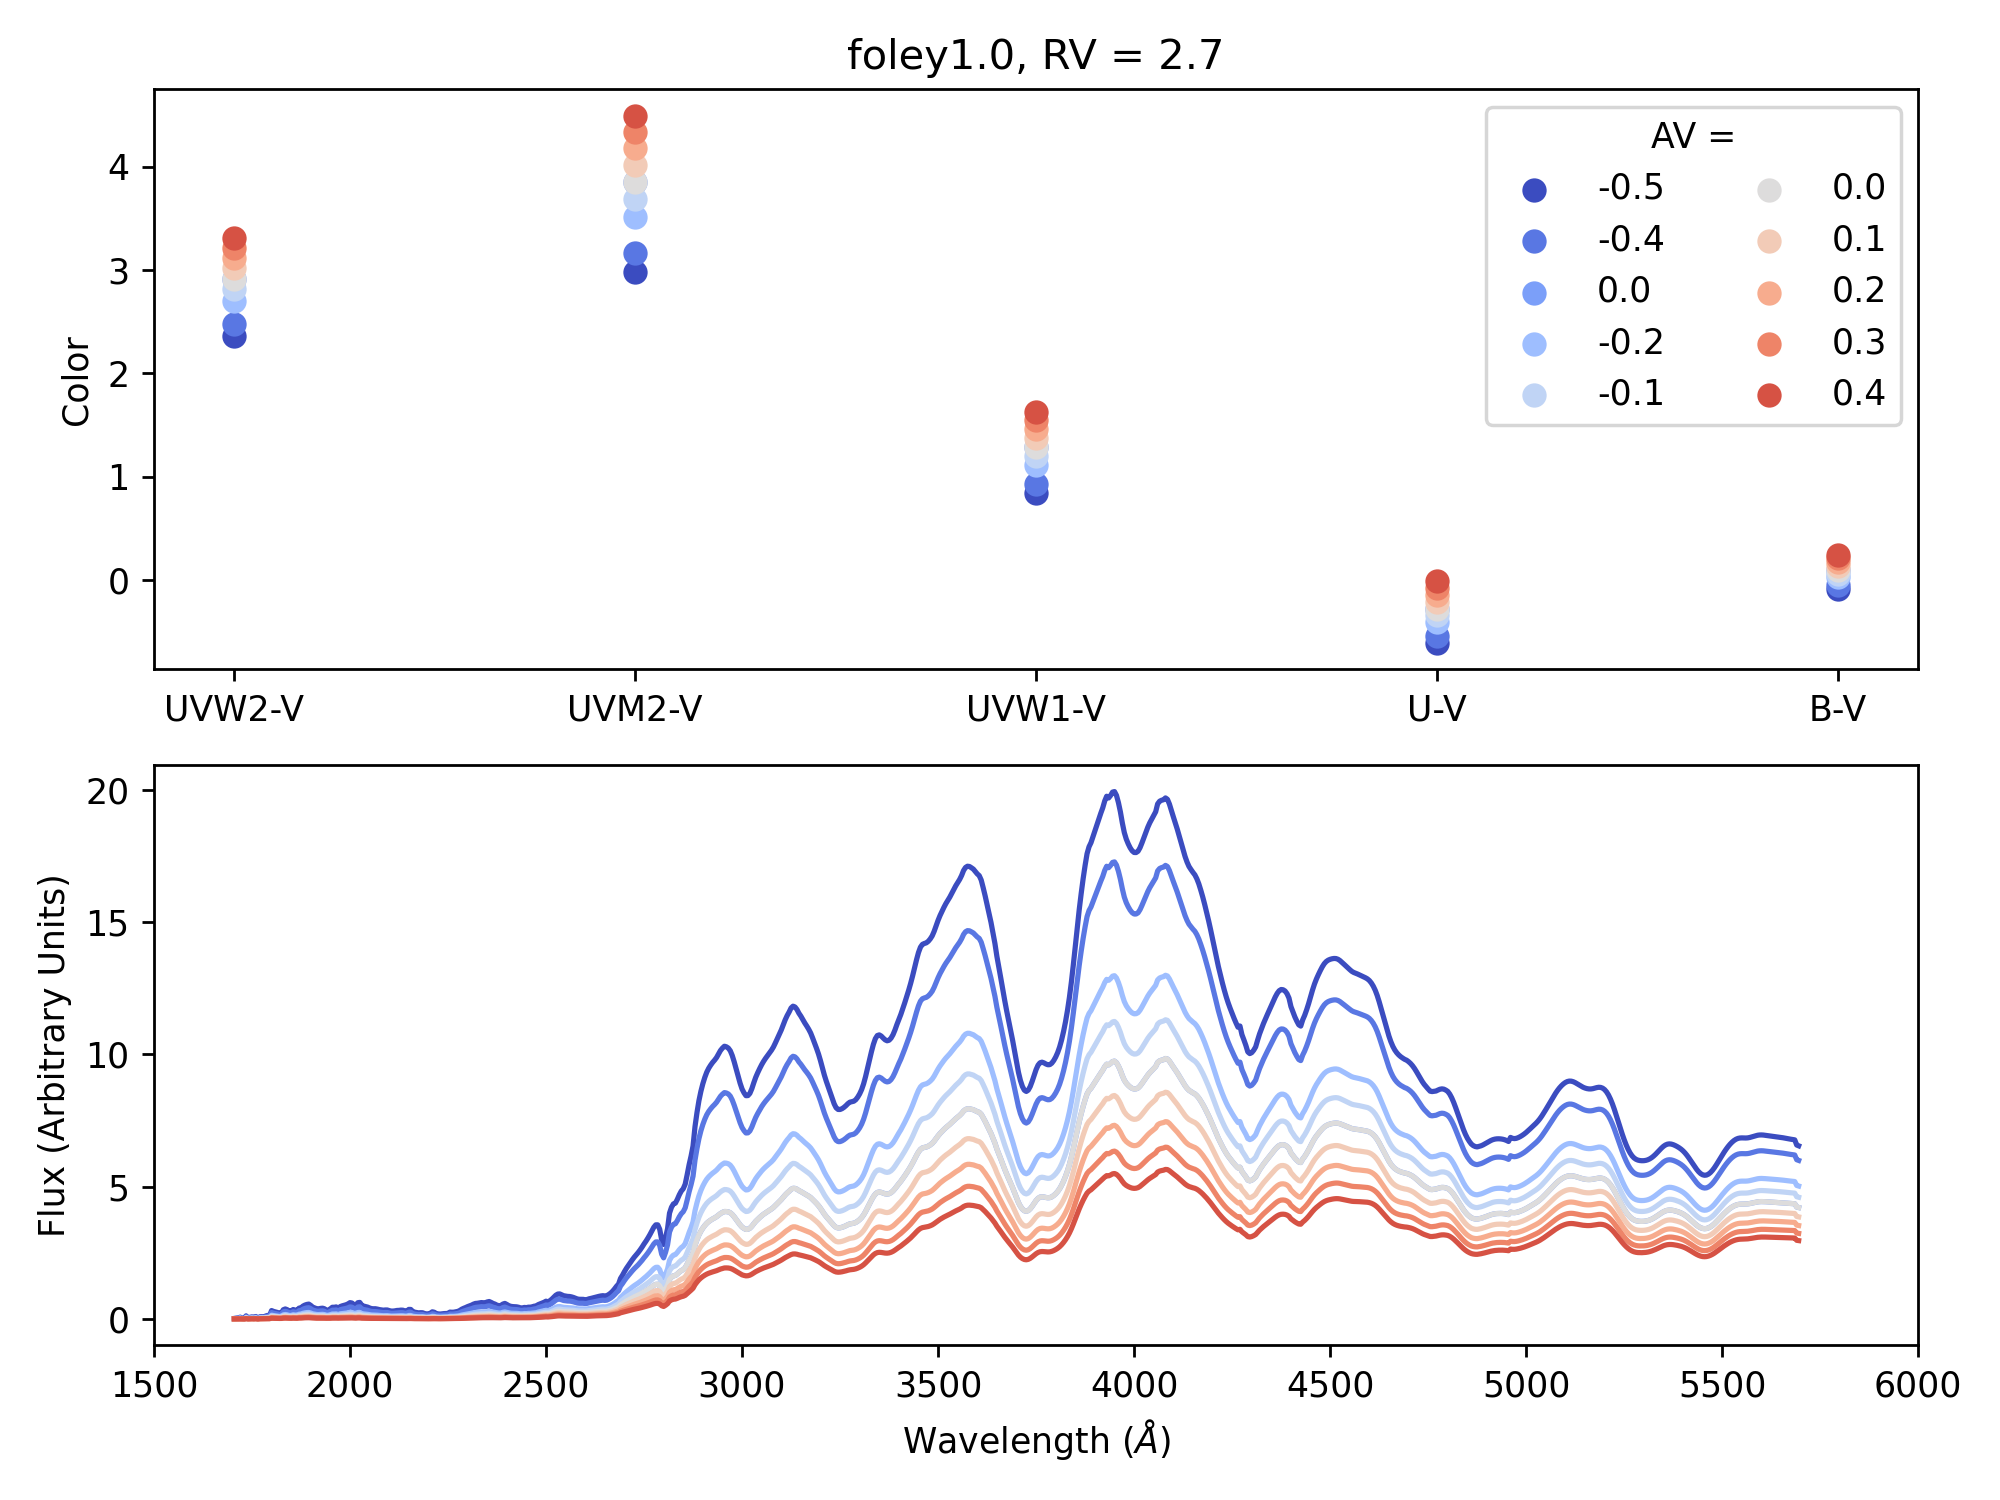 foley1.0, RV = 2.7
Color
4
3
2
1
0
AV =
-0.5 0.0
-0.4 0.1
0.0 0.2
-0.2 0.3
-0.1 0.4
UVW2-V UVM2-V UVW1-V U-V B-V
Flux (Arbitrary Units)
20
15
10
5
0
1500 2000 2500 3000 3500 4000 4500 5000 5500 6000
Wavelength (Å)